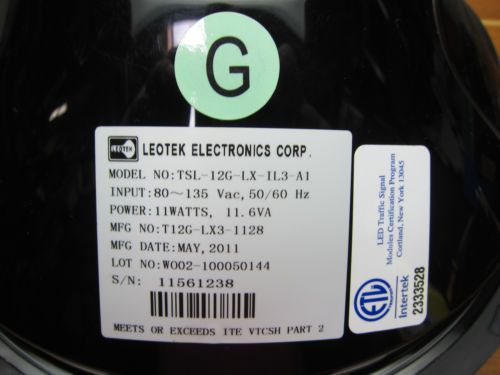 G
LEOTEK
LEOTEK ELECTRONICS CORP.
MODEL NO:TSL-12G-LX-IL3-A1
INPUT:80~135 Vac,50/60 Hz
POWER:11WATTS, 11.6VA
MFG NO:T12G-LX3-1128
MFG DATE:MAY,2011
LOT NO:W002-100050144
S/N: 11561238
MEETS OR EXCEEDS ITE VTCSH PART 2
LED Traffic Signal
Modules Certification Program
Cortland, New York 13045
ETL
Intertek
2333528